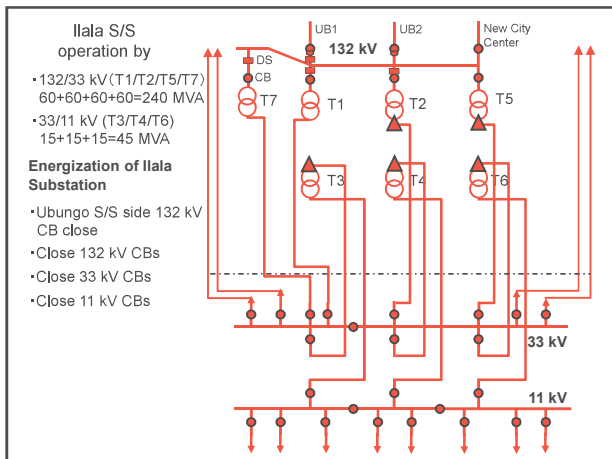 Ilala S/S
operation by
・132/33 kV(T1/T2/T5/T7)
60+60+60+60=240 MVA
・33/11 kV (T3/T4/T6)
15+15+15=45 MVA
Energization of Ilala
Substation
・Ubungo S/S side 132 kV
CB close
・Close 132 kV CBs
・Close 33 kV CBs
・Close 11 kV CBs
UB1
UB2
New City
Center
132 kV
DS
CB
T7
T1
T2
T5
T3
T4
T6
33 kV
11 kV